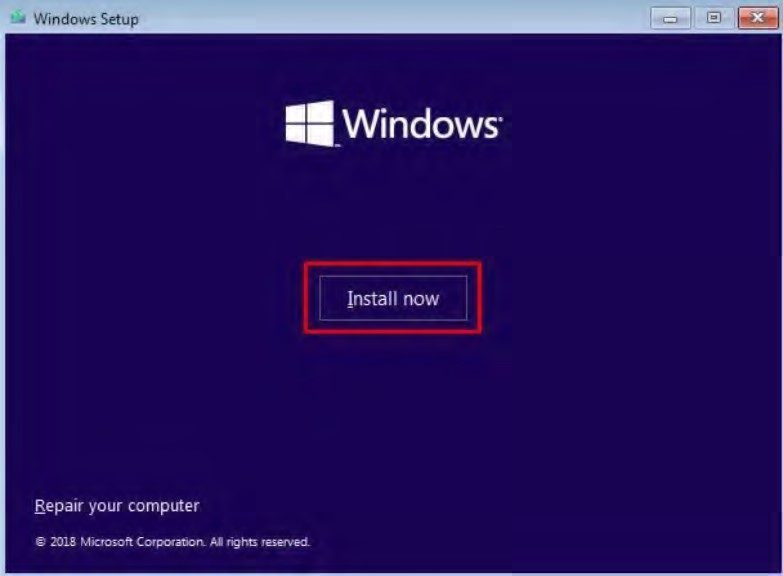 Windows Setup
Windows
Install now
Repair your computer
© 2018 Microsoft Corporation. All rights reserved.